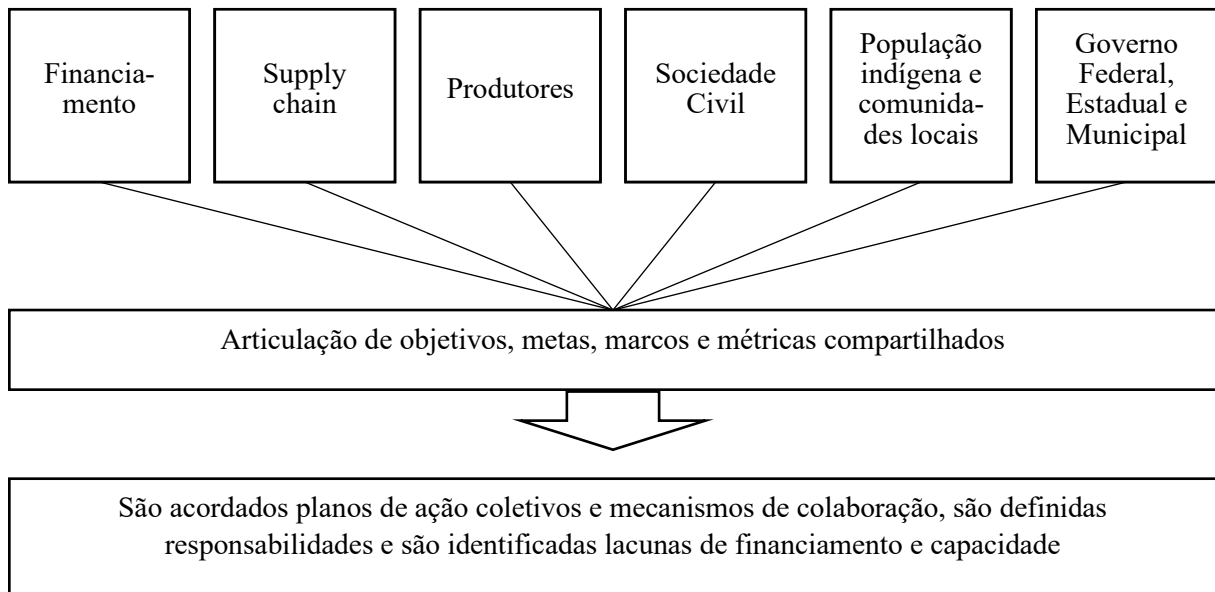 Financia-
mento
Supply
chain
Produtores
Sociedade
Civil
População
indígena e
comunida-
des locais
Governo
Federal,
Estadual e
Municipal
Articulação de objetivos, metas, marcos e métricas compartilhados
São acordados planos de ação coletivos e mecanismos de colaboração, são definidas
responsabilidades e são identificadas lacunas de financiamento e capacidade